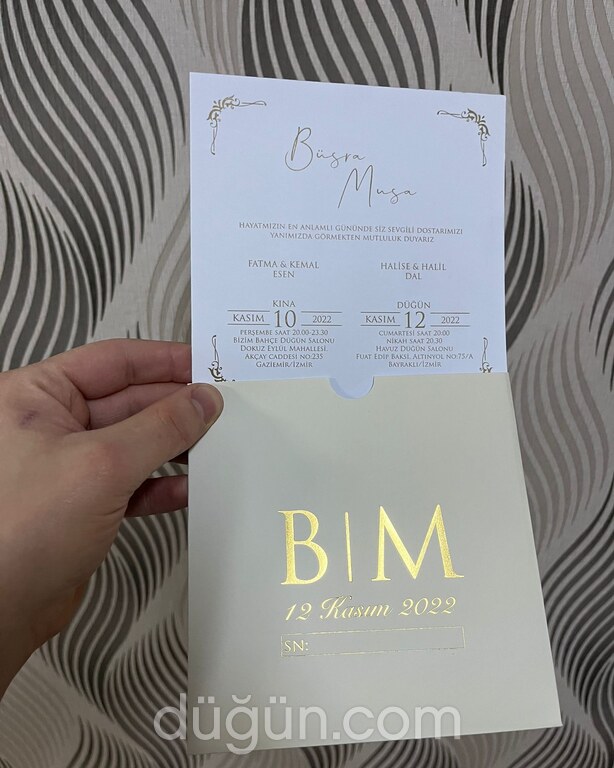 Büşra
Musa
HAYATMIZIN EN ANLAMLI GÜNÜNDE SİZ SEVGİLİ DOSTARIMIZI
YANIMIZDA GÖRMEKTEN MUTLULUK DUYARIZ
FATMA & KEMAL
ESEN
HALİSE & HALİL
DAL
KINA
KASIM 10 2022
PERŞEMBE SAAT 20.00-23.30
BİZİM BAHÇE DÜĞÜN SALONU
DOKUZ EYLÜL MAHALLESİ,
AKÇAY CADDESİ NO:235
GAZİEMİR/İZMİR
DÜĞÜN
KASIM 12 2022
CUMARTESİ SAAT 20.00
NİKAH SAAT 20.30
HAVUZ DÜĞÜN SALONU
FUAT EDİP BAKSI, ALTINYOL NO:75/A
BAYRAKLI/İZMİR
B|M
12 Kasım 2022
SN:
düğün.com